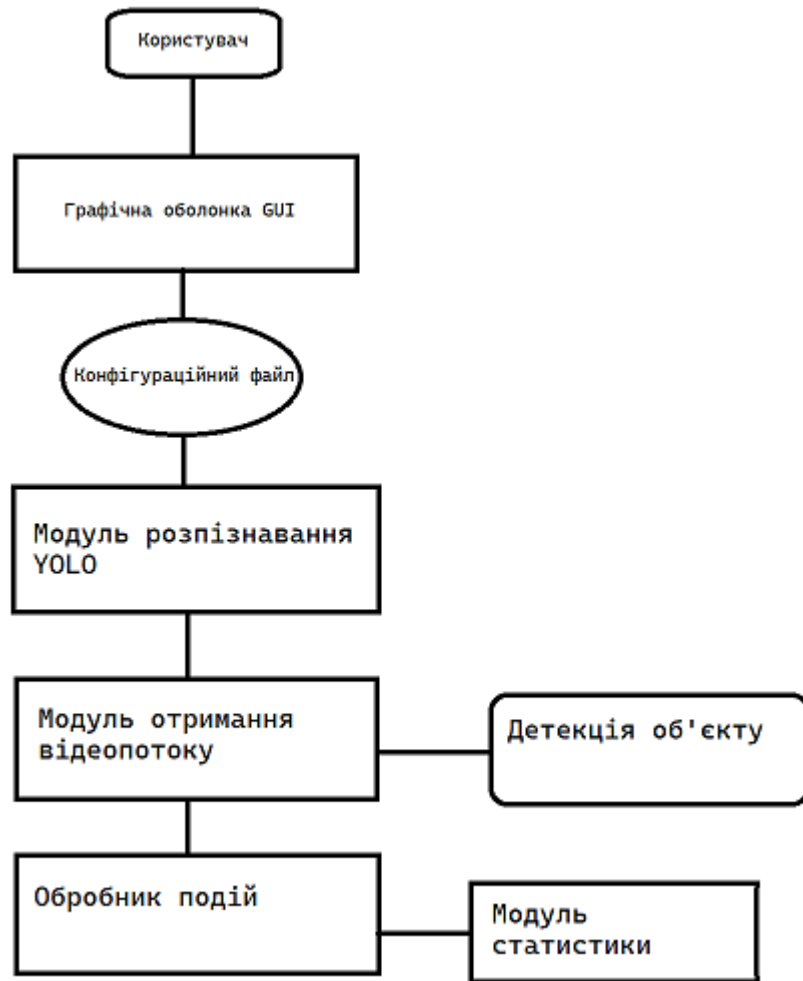 Користувач
Графічна оболонка GUI
Конфігураційний файл
Модуль розпізнавання
YOLO
Модуль отримання
відеопотоку
Детекція об'єкту
Обробник подій
Модуль
статистики